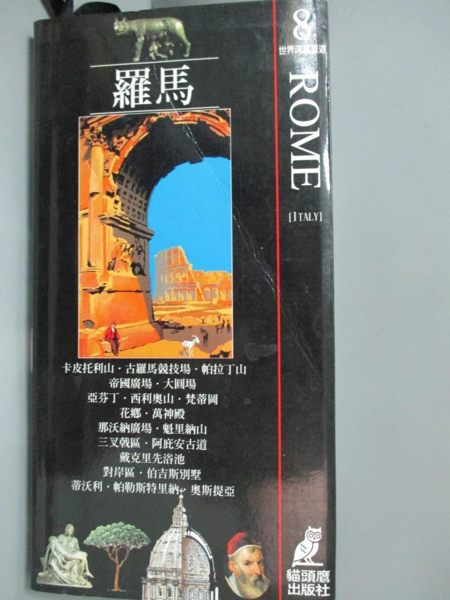 羅馬
卡皮托利山·古羅馬競技場·帕拉丁山
帝國廣場·大圓場
亞芬丁·西利奧山·梵蒂岡
花鄉·萬神殿
那沃納廣場·魁里納山
三叉戟區·阿庇安古道
戴克里先浴池
對岸區·伯吉斯別墅
蒂沃利·帕勒斯特里納·奧斯提亞
8
世界深度旅遊
ROME
[ITALY]
貓頭鷹
出版社